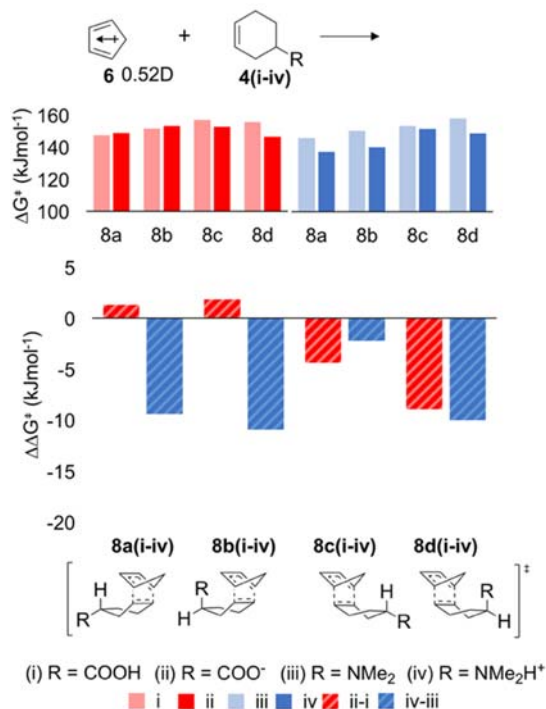 +
R
6 0.52D
4(i-iv)
ΔG‡ (kJmol-1)
160
140
120
100
8a 8b 8c 8d 8a 8b 8c 8d
ΔΔG‡ (kJmol-1)
5
0
-5
-10
-15
-20
8a(i-iv) 8b(i-iv) 8c(i-iv) 8d(i-iv)
H R H R H R R H ‡
(i) R = COOH (ii) R = COO- (iii) R = NMe2 (iv) R = NMe2H+
i ii iii iv ii-i iv-iii